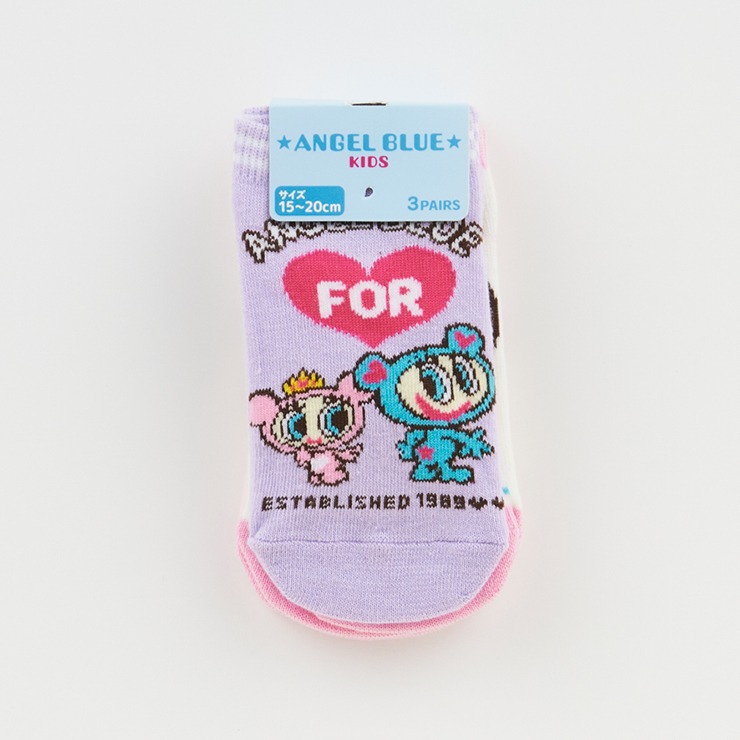 ★ANGEL BLUE★
KIDS
サイズ
15~20cm
3PAIRS
FOR
ESTABLISHED 1989